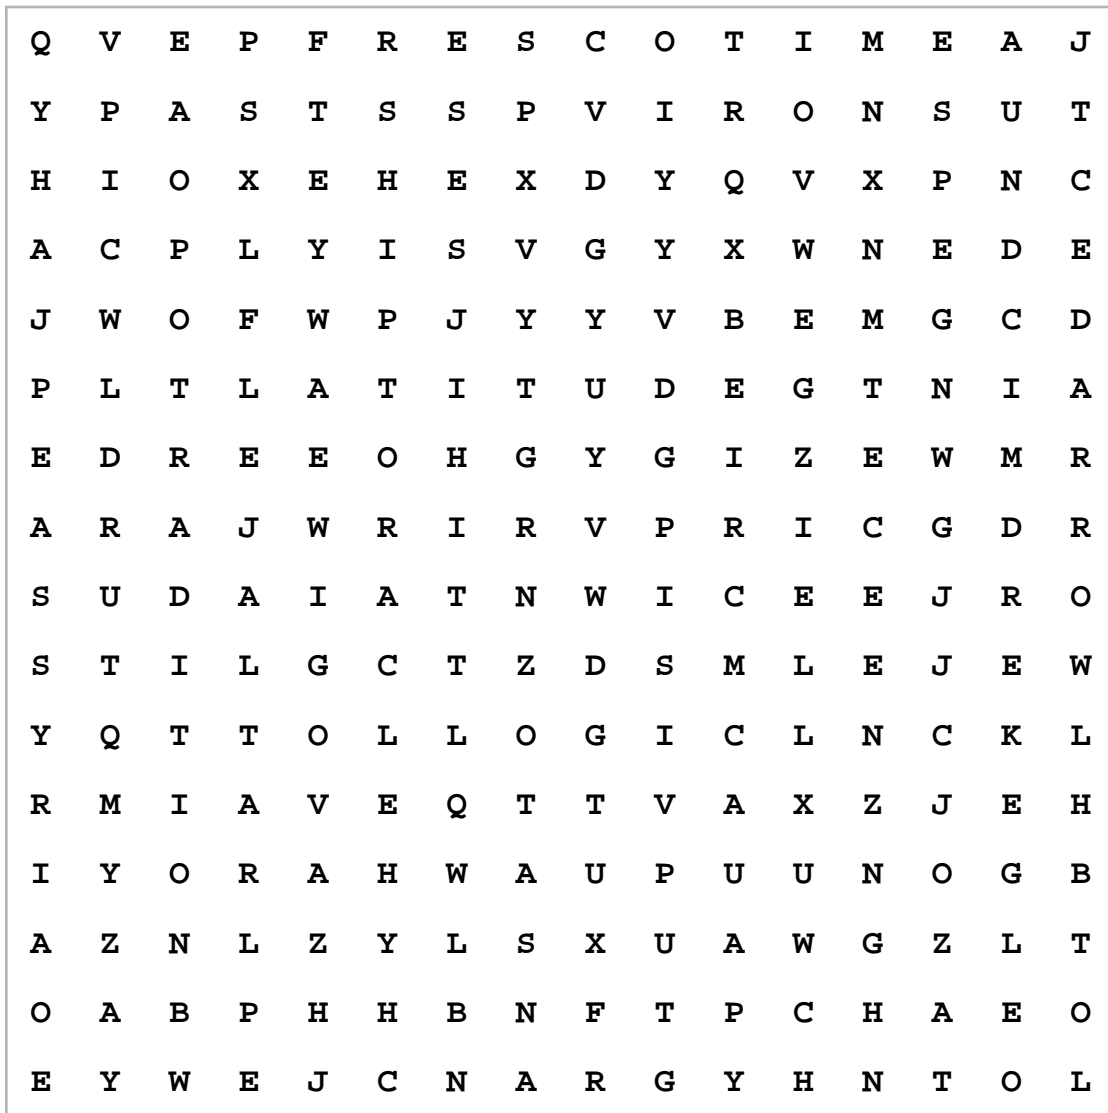 Q V E P F R E S C O T I M E A J
Y P A S T S S P V I R O N S U T
H I O X E H E X D Y Q V X P N C
A C P L Y I S V G Y X W N E D E
J W O F W P J Y Y V B E M G C D
P L T L A T I T U D E G T N I A
E D R E E O H G Y G I Z E W M R
A R A J W R I R V P R I C G D R
S U D A I A T N W I C E E J R O
S T I L G C T Z D S M L E J E W
Y Q T T O L L O G I C L N C K L
R M I A V E Q T T V A X Z J E H
I Y O R A H W A U P U U N O G B
A Z N L Z Y L S X U A W G Z L T
O A B P H H B N F T P C H A E O
E Y W E J C N A R G Y H N T O L